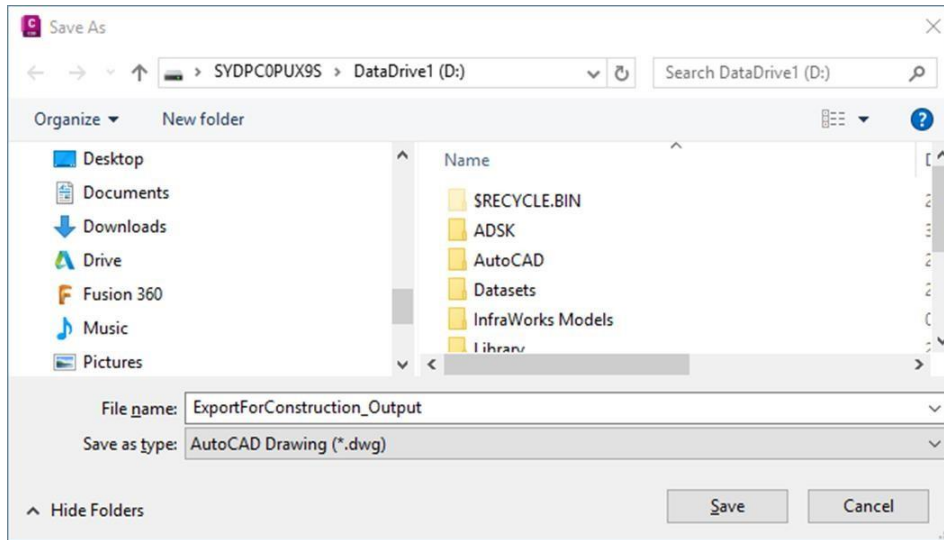 Save As
SYDPC0PUX9S > DataDrive1 (D:)
Search DataDrive1 (D:)
Organize
New folder
Desktop
Documents
Downloads
Drive
Fusion 360
Music
Pictures
Name
$RECYCLE.BIN
ADSK
AutoCAD
Datasets
InfraWorks Models
Library
File name: ExportForConstruction_Output
Save as type: AutoCAD Drawing (*.dwg)
Hide Folders
Save
Cancel